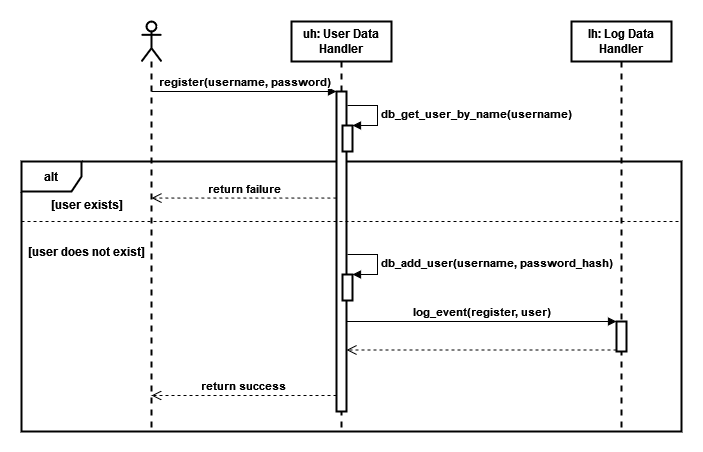 uh: User Data
Handler
lh: Log Data
Handler
register(username, password)
db_get_user_by_name(username)
alt
return failure
[user exists]
[user does not exist]
db_add_user(username, password_hash)
log_event(register, user)
return success